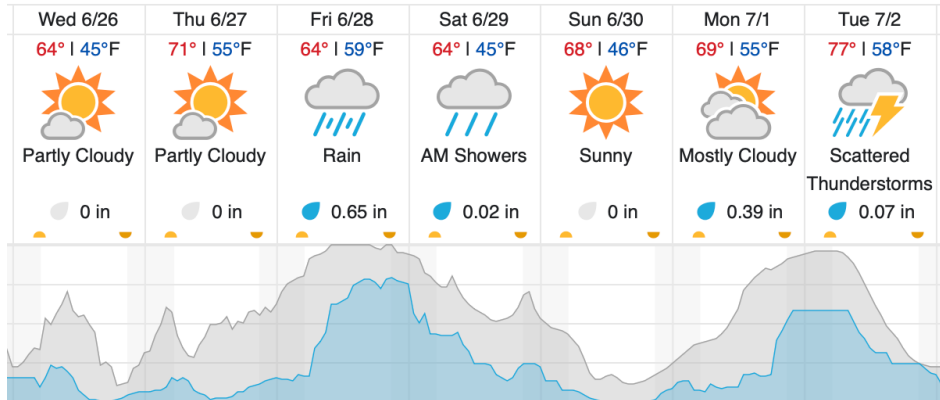 Wed 6/26
Thu 6/27
Fri 6/28
Sat 6/29
Sun 6/30
Mon 7/1
Tue 7/2
64° | 45°F
71° | 55°F
64° | 59°F
64° | 45°F
68° | 46°F
69° | 55°F
77° | 58°F
Partly Cloudy
Partly Cloudy
Rain
AM Showers
Sunny
Mostly Cloudy
Scattered
Thunderstorms
0 in
0 in
0.65 in
0.02 in
0 in
0.39 in
0.07 in